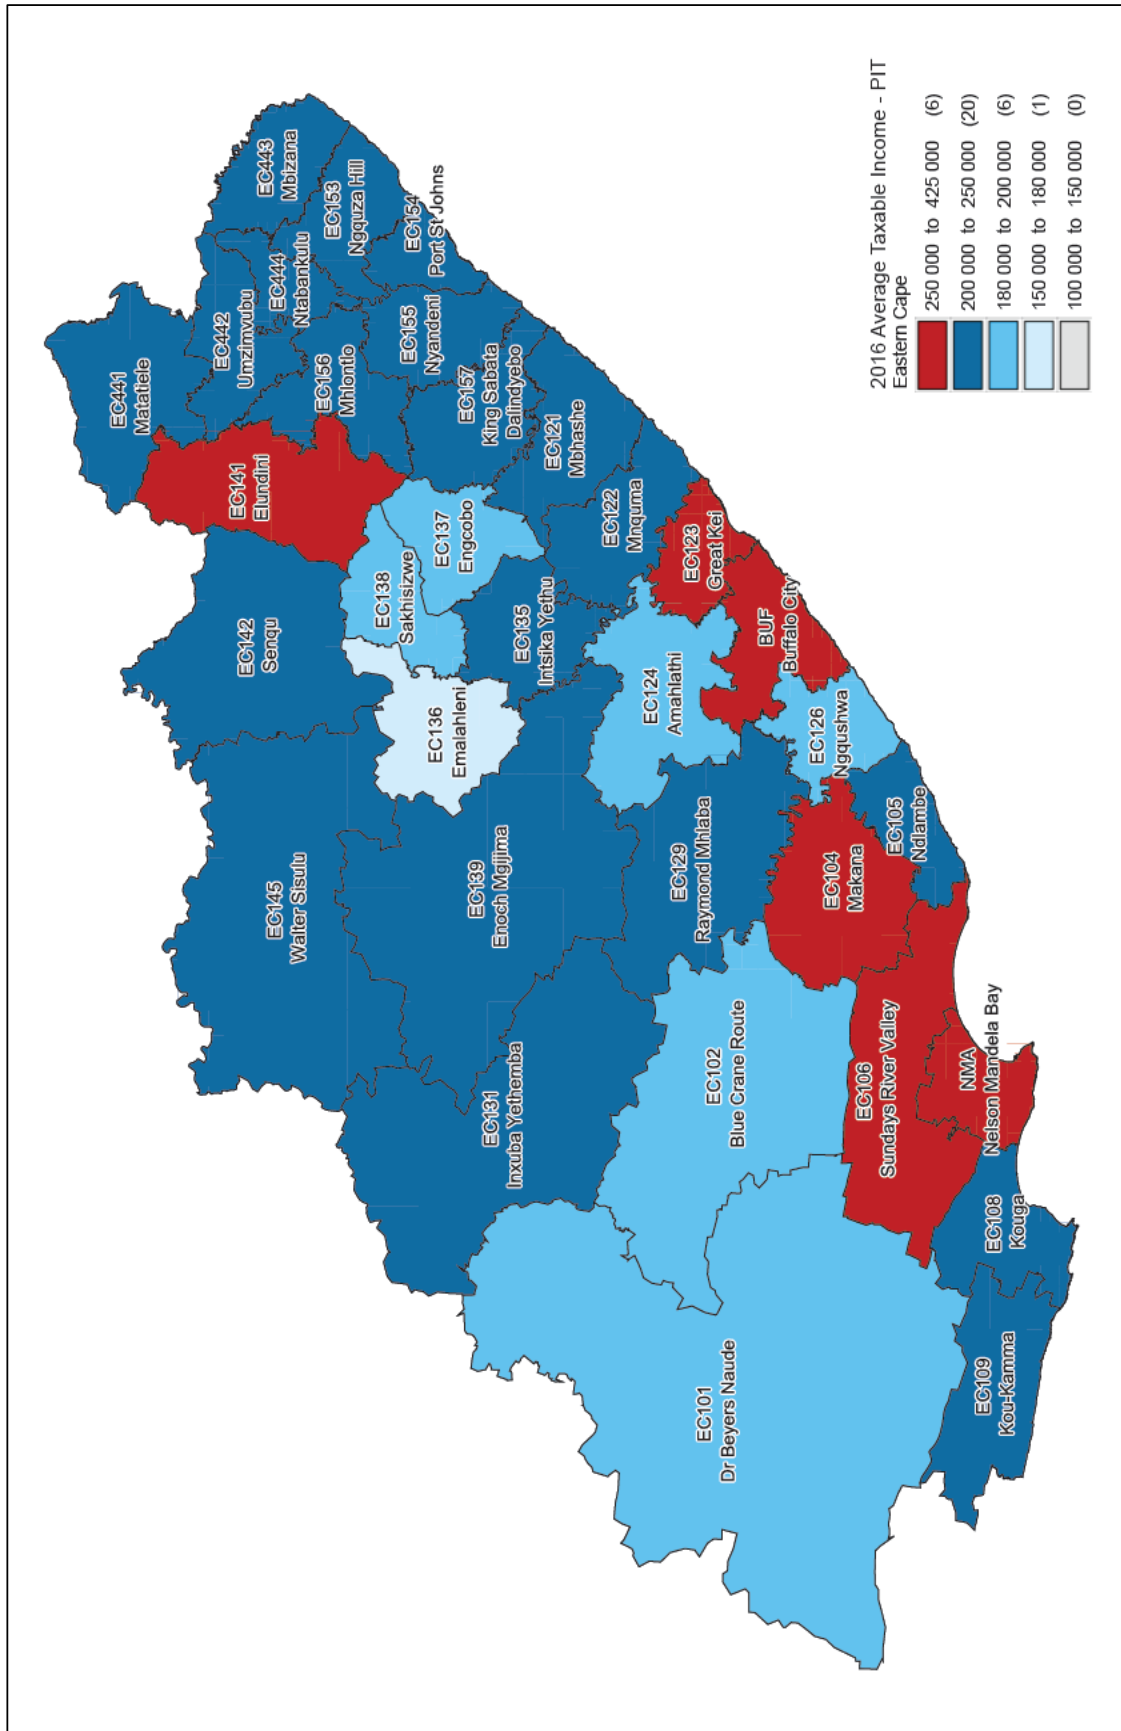 EC441
Matatiele
EC443
Mbizana
EC442
Umzimvubu
EC444
Ntabankulu
EC153
Ngquza Hill
EC154
Port St Johns
EC156
Mhlontlo
EC155
Nyandeni
EC141
Elundini
EC157
King Sabata
Dalindyebo
EC121
Mbhashe
EC142
Senqu
EC138
Sakhisizwe
EC137
Engcobo
EC122
Mnquma
EC135
Intsika Yethu
EC123
Great Kei
EC136
Emalahleni
EC124
Amahlathi
BUF
Buffalo City
EC145
Walter Sisulu
EC139
Enoch Mgijima
EC129
Raymond Mhlaba
EC126
Ngqushwa
EC104
Makana
EC105
Ndlambe
EC131
Inxuba Yethemba
EC102
Blue Crane Route
EC106
Sundays River Valley
NMA
Nelson Mandela Bay
EC101
Dr Beyers Naude
EC108
Kouga
EC109
Kou-Kamma
2016 Average Taxable Income - PIT
Eastern Cape
250 000 to 425 000 (6)
200 000 to 250 000 (20)
180 000 to 200 000 (6)
150 000 to 180 000 (1)
100 000 to 150 000 (0)